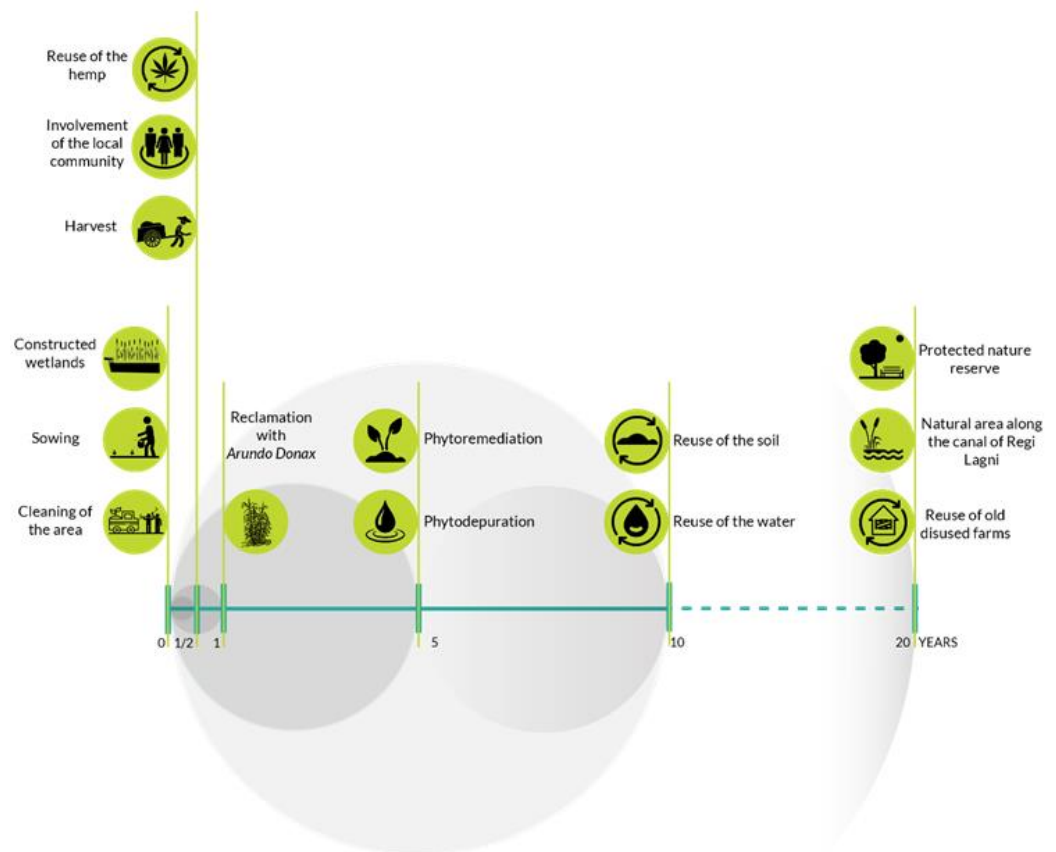 Reuse of the
hemp
Involvement
of the local
community
Harvest
Constructed
wetlands
Sowing
Cleaning of
the area
Reclamation
with
Arundo Donax
Phytoremediation
Phytodepuration
Reuse of the soil
Reuse of the water
Protected nature
reserve
Natural area along
the canal of Regi
Lagni
Reuse of old
disused farms
0 1/2 1 5 10 20 YEARS